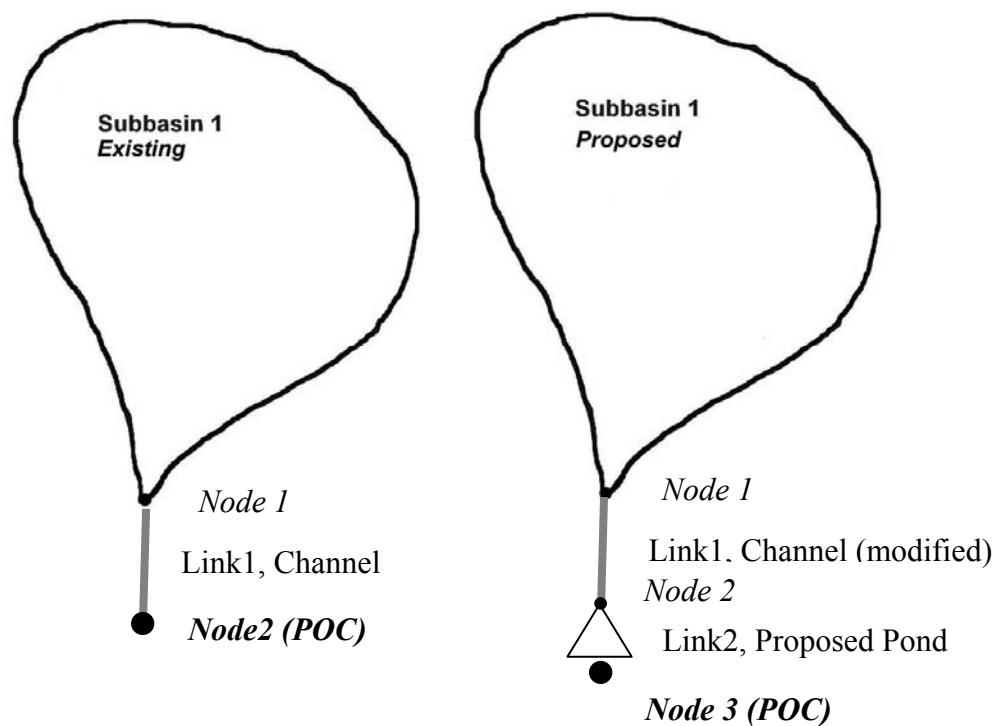 Subbasin 1
Existing
Node 1
Link1, Channel
Node2 (POC)
Subbasin 1
Proposed
Node 1
Link1, Channel (modified)
Node 2
Link2, Proposed Pond
Node 3 (POC)